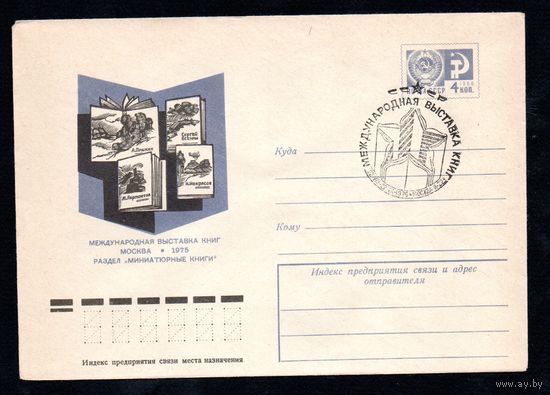 А. Пушкин
Сергей Есенин
М. Лермонтов
Н. Некрасов
МЕЖДУНАРОДНАЯ ВЫСТАВКА КНИГ
МОСКВА • 1975
РАЗДЕЛ „МИНИАТЮРНЫЕ КНИГИ"
Индекс предприятия связи места назначения
СССР
4 КОП.
МЕЖДУНАРОДНАЯ ВЫСТАВКА КНИГ
Куда
Кому
Индекс предприятия связи и адрес
отправителя
www.ay.by